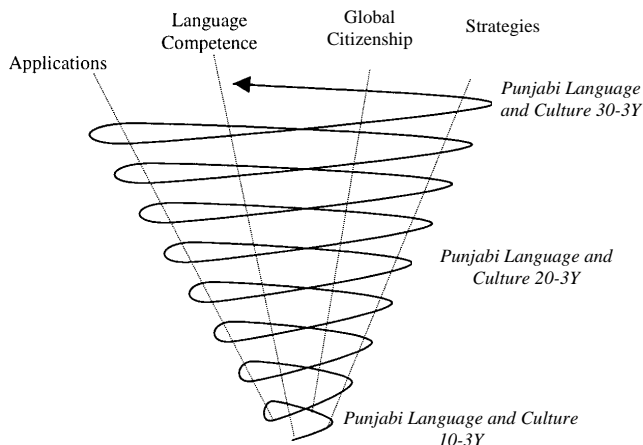 Applications
Language
Competence
Global
Citizenship
Strategies
Punjabi Language
and Culture 30-3Y
Punjabi Language and
Culture 20-3Y
Punjabi Language and Culture
10-3Y